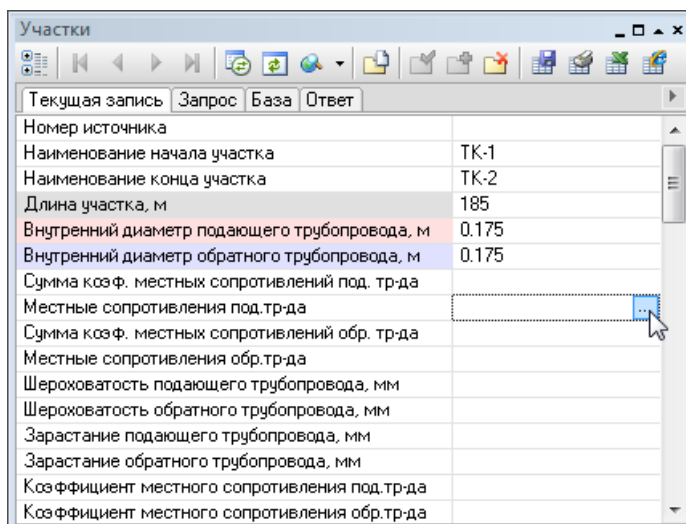 Участки
Текущая запись Запрос База Ответ
Номер источника
Наименование начала участка ТК-1
Наименование конца участка ТК-2
Длина участка, м 185
Внутренний диаметр подающего трубопровода, м 0.175
Внутренний диаметр обратного трубопровода, м 0.175
Сумма коэф. местных сопротивлений под. тр-да
Местные сопротивления под.тр-да ...
Сумма коэф. местных сопротивлений обр. тр-да
Местные сопротивления обр.тр-да
Шероховатость подающего трубопровода, мм
Шероховатость обратного трубопровода, мм
Зарастание подающего трубопровода, мм
Зарастание обратного трубопровода, мм
Коэффициент местного сопротивления под.тр-да
Коэффициент местного сопротивления обр.тр-да